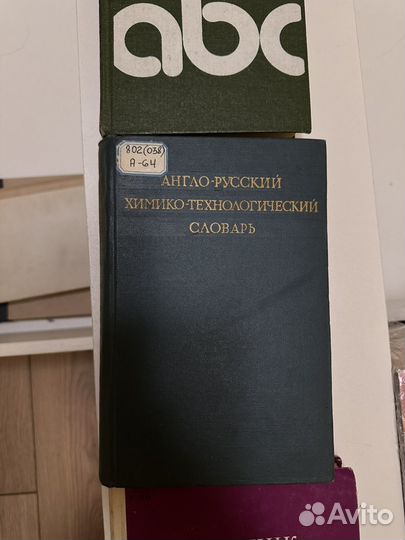 abc
802(038)
А-64
АНГЛО-РУССКИЙ
ХИМИКО-ТЕХНОЛОГИЧЕСКИЙ
СЛОВАРЬ
Avito